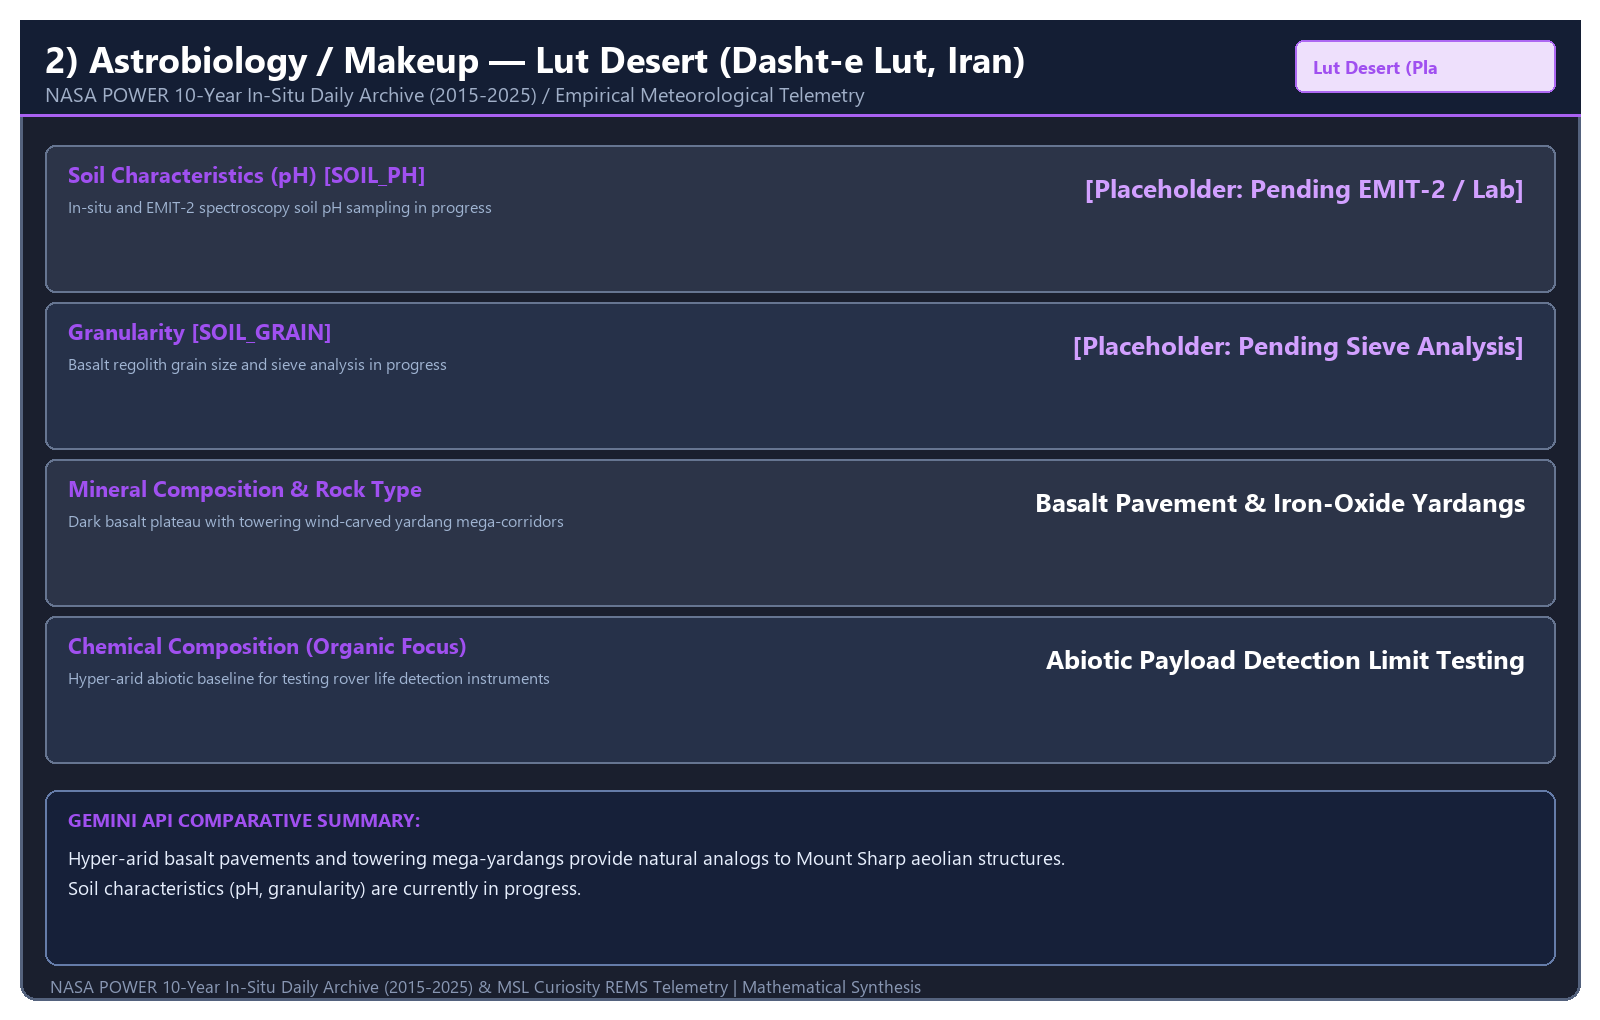 2) Astrobiology / Makeup — Lut Desert (Dasht-e Lut, Iran)
NASA POWER 10-Year In-Situ Daily Archive (2015-2025) / Empirical Meteorological Telemetry
Lut Desert (Pla
Soil Characteristics (pH) [SOIL_PH]
In-situ and EMIT-2 spectroscopy soil pH sampling in progress
[Placeholder: Pending EMIT-2 / Lab]
Granularity [SOIL_GRAIN]
Basalt regolith grain size and sieve analysis in progress
[Placeholder: Pending Sieve Analysis]
Mineral Composition & Rock Type
Dark basalt plateau with towering wind-carved yardang mega-corridors
Basalt Pavement & Iron-Oxide Yardangs
Chemical Composition (Organic Focus)
Hyper-arid abiotic baseline for testing rover life detection instruments
Abiotic Payload Detection Limit Testing
GEMINI API COMPARATIVE SUMMARY:
Hyper-arid basalt pavements and towering mega-yardangs provide natural analogs to Mount Sharp aeolian structures.
Soil characteristics (pH, granularity) are currently in progress.
NASA POWER 10-Year In-Situ Daily Archive (2015-2025) & MSL Curiosity REMS Telemetry | Mathematical Synthesis